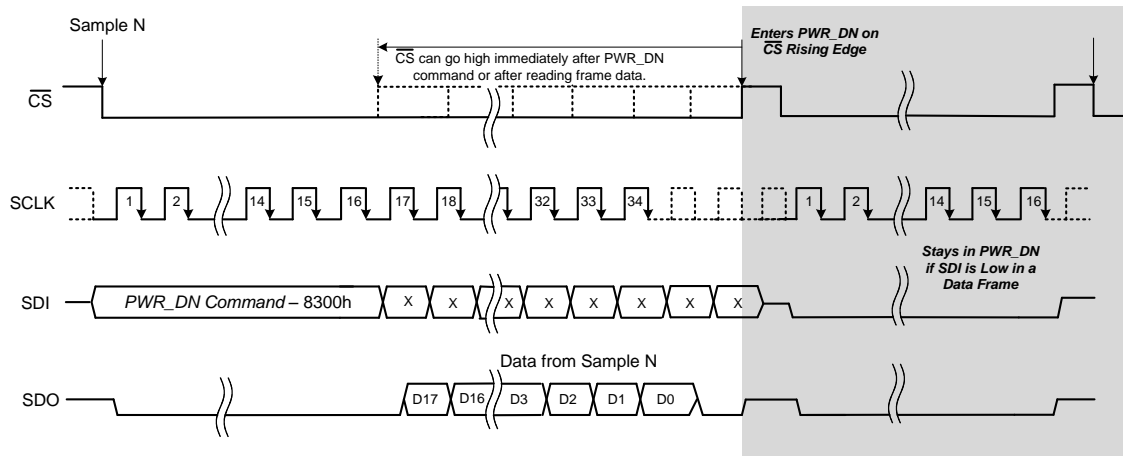 Sample N
CS can go high immediately after PWR_DN
command or after reading frame data.
Enters PWR_DN on
CS Rising Edge
CS
SCLK
1 2 14 15 16 17 18 32 33 34 1 2 14 15 16
Stays in PWR_DN
if SDI is Low in a
Data Frame
SDI
PWR_DN Command – 8300h X X X X X X X X
Data from Sample N
SDO
D17 D16 D3 D2 D1 D0